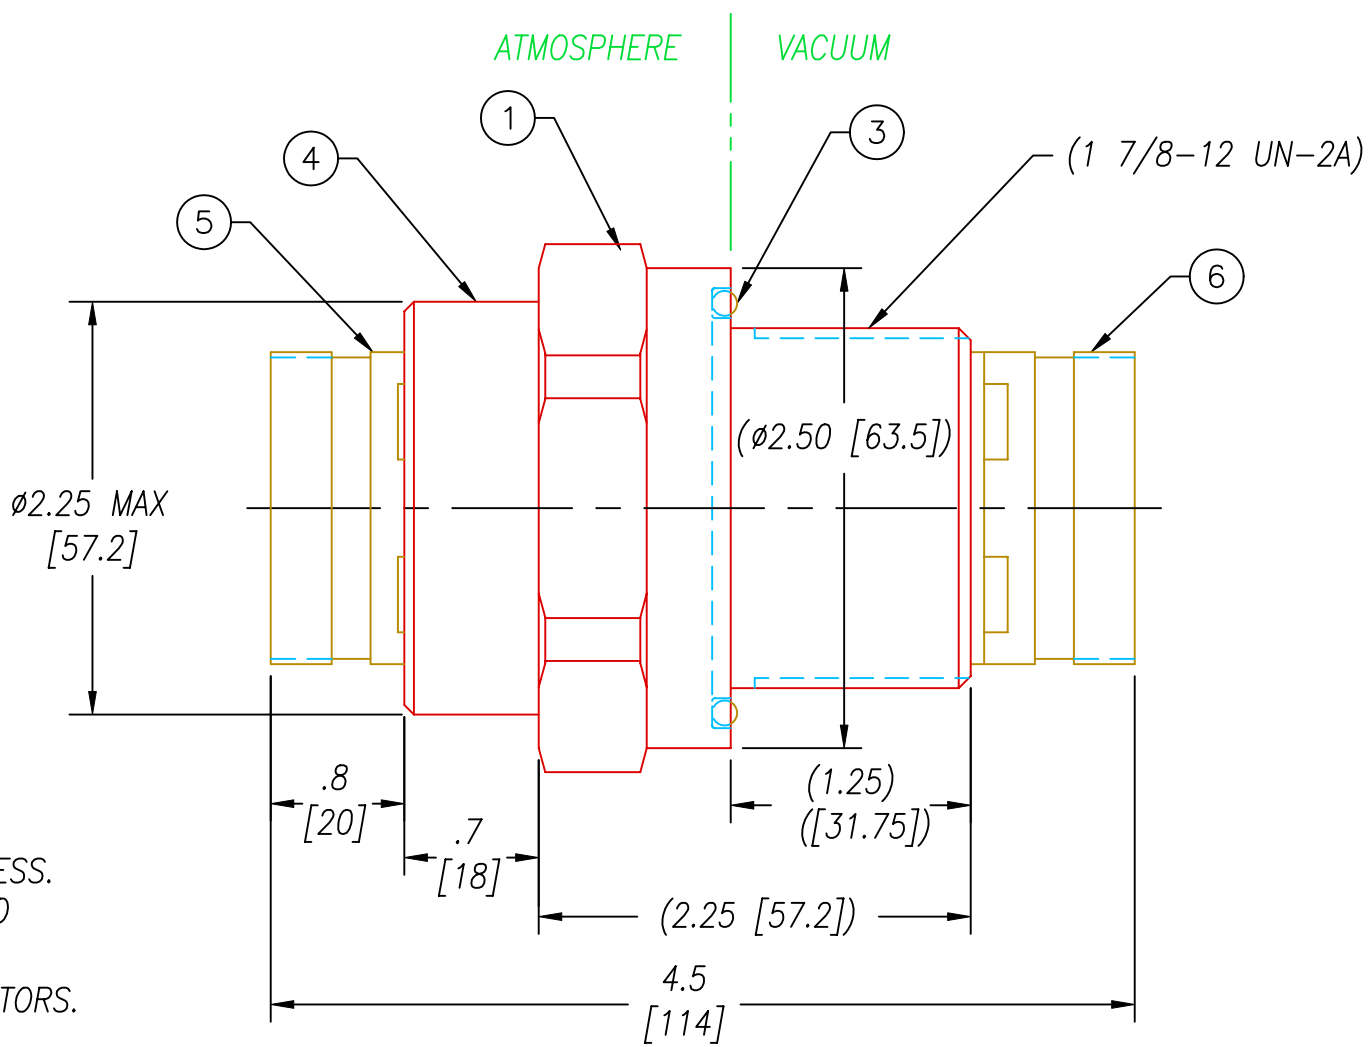 ATMOSPHERE VACUUM
1
3
4
(1 7/8-12 UN-2A)
5
6
(ø2.50 [63.5])
ø2.25 MAX
[57.2]
.8
[20]
(1.25)
([31.75])
.7
[18]
ESS.
(2.25 [57.2])
4.5
[114]
TORS.